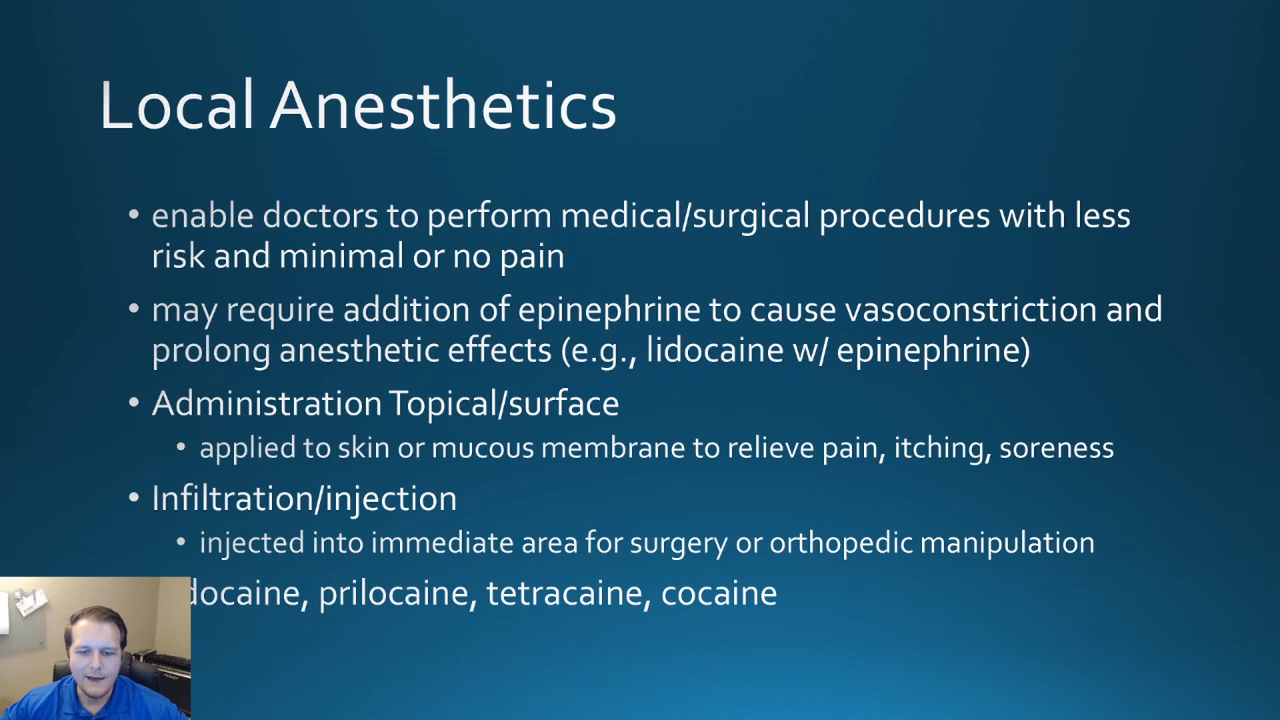 Local Anesthetics
• enable doctors to perform medical/surgical procedures with less
risk and minimal or no pain
• may require addition of epinephrine to cause vasoconstriction and
prolong anesthetic effects (e.g., lidocaine w/ epinephrine)
• Administration Topical/surface
• applied to skin or mucous membrane to relieve pain, itching, soreness
• Infiltration/injection
• injected into immediate area for surgery or orthopedic manipulation
docaine, prilocaine, tetracaine, cocaine